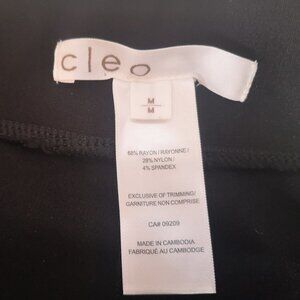 cleo
M
M
68% RAYON / RAYONNE /
28% NYLON /
4% SPANDEX
EXCLUSIVE OF TRIMMING/
GARNITURE NON COMPRISE
CA# 09209
MADE IN CAMBODIA
FABRIQUÉ AU CAMBODGE